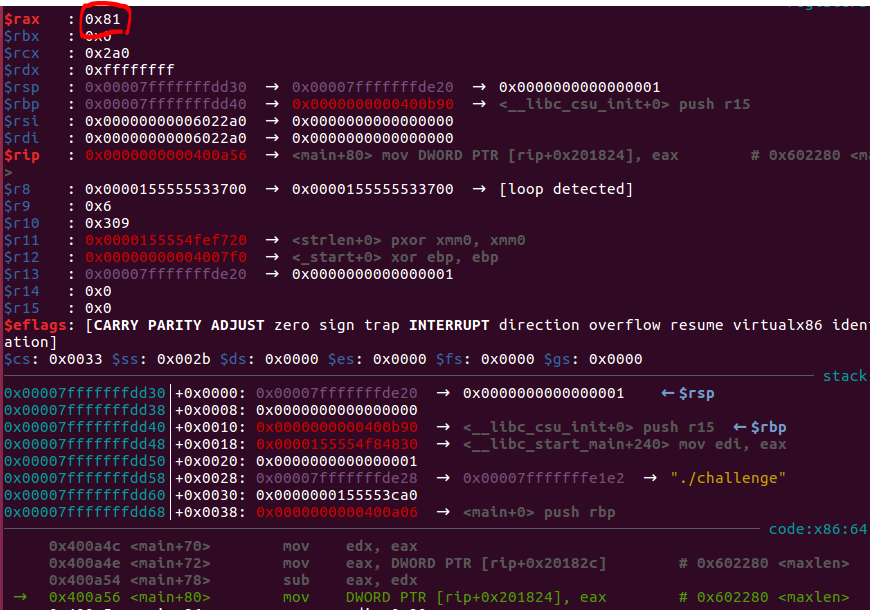 $rax : 0x81
$rbx : 0x0
$rcx : 0x2a0
$rdx : 0xffffffff
$rsp : 0x00007fffffffdd30 → 0x00007fffffffde20 → 0x0000000000000001
$rbp : 0x00007fffffffdd40 → 0x0000000000400b90 → <__libc_csu_init+0> push r15
$rsi : 0x00000000006022a0 → 0x0000000000000000
$rdi : 0x00000000006022a0 → 0x0000000000000000
$rip : 0x0000000000400a56 → <main+80> mov DWORD PTR [rip+0x201824], eax # 0x602280 <ma
>
$r8 : 0x0000155555533700 → 0x0000155555533700 → [loop detected]
$r9 : 0x6
$r10 : 0x309
$r11 : 0x0000155554fef720 → <strlen+0> pxor xmm0, xmm0
$r12 : 0x00000000004007f0 → <_start+0> xor ebp, ebp
$r13 : 0x00007fffffffde20 → 0x0000000000000001
$r14 : 0x0
$r15 : 0x0
$eflags: [CARRY PARITY ADJUST zero sign trap INTERRUPT direction overflow resume virtualx86 ident
ation]
$cs: 0x0033 $ss: 0x002b $ds: 0x0000 $es: 0x0000 $fs: 0x0000 $gs: 0x0000
stack
0x00007fffffffdd30│+0x0000: 0x00007fffffffde20 → 0x0000000000000001 ←$rsp
0x00007fffffffdd38│+0x0008: 0x0000000000000000
0x00007fffffffdd40│+0x0010: 0x0000000000400b90 → <__libc_csu_init+0> push r15 ←$rbp
0x00007fffffffdd48│+0x0018: 0x0000155554f84830 → <__libc_start_main+240> mov edi, eax
0x00007fffffffdd50│+0x0020: 0x0000000000000001
0x00007fffffffdd58│+0x0028: 0x00007fffffffde28 → 0x00007fffffffe1e2 → "./challenge"
0x00007fffffffdd60│+0x0030: 0x0000000155553ca0
0x00007fffffffdd68│+0x0038: 0x0000000000400a06 → <main+0> push rbp
code:x86:64
0x400a4c <main+70> mov edx, eax
0x400a4e <main+72> mov eax, DWORD PTR [rip+0x20182c] # 0x602280 <maxlen>
0x400a54 <main+78> sub eax, edx
→ 0x400a56 <main+80> mov DWORD PTR [rip+0x201824], eax # 0x602280 <maxlen>